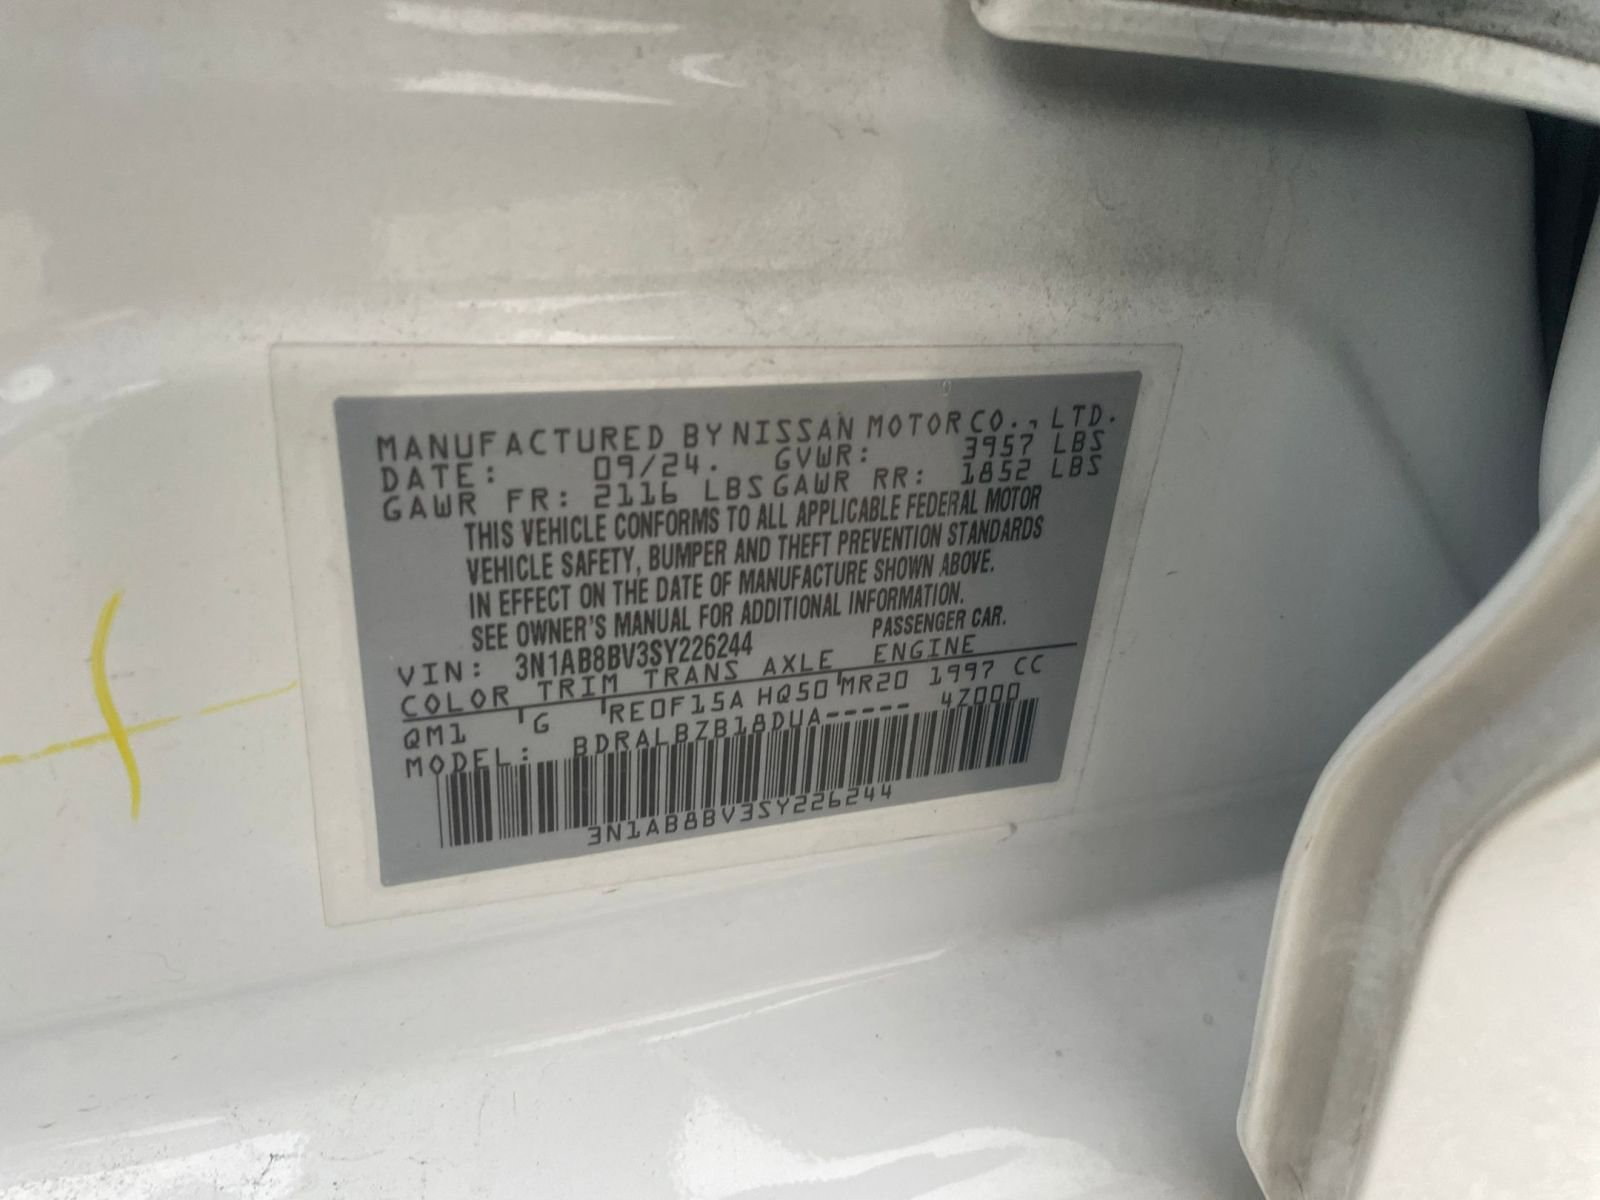 MANUFACTURED BY NISSAN MOTOR CO., LTD.
DATE: 09/24. GVWR: 3957 LBS
GAWR FR: 2116 LBS GAWR RR: 1852 LBS
THIS VEHICLE CONFORMS TO ALL APPLICABLE FEDERAL MOTOR
VEHICLE SAFETY, BUMPER AND THEFT PREVENTION STANDARDS
IN EFFECT ON THE DATE OF MANUFACTURE SHOWN ABOVE.
SEE OWNER'S MANUAL FOR ADDITIONAL INFORMATION.
VIN: 3N1AB8BV3SY226244 PASSENGER CAR.
COLOR TRIM TRANS AXLE ENGINE
QM1 G RE0F15A HQ50 MR20 1997 CC
MODEL: BDRALBZB18DUA----- 4Z000
3N1AB8BV3SY226244